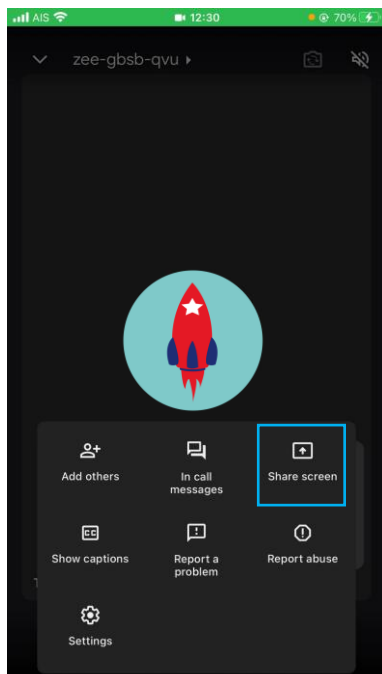 AIS 12:30 70%
zee-gbsb-qvu
Add others
In call
messages
Share screen
CC
Show captions
Report a
problem
Report abuse
Settings